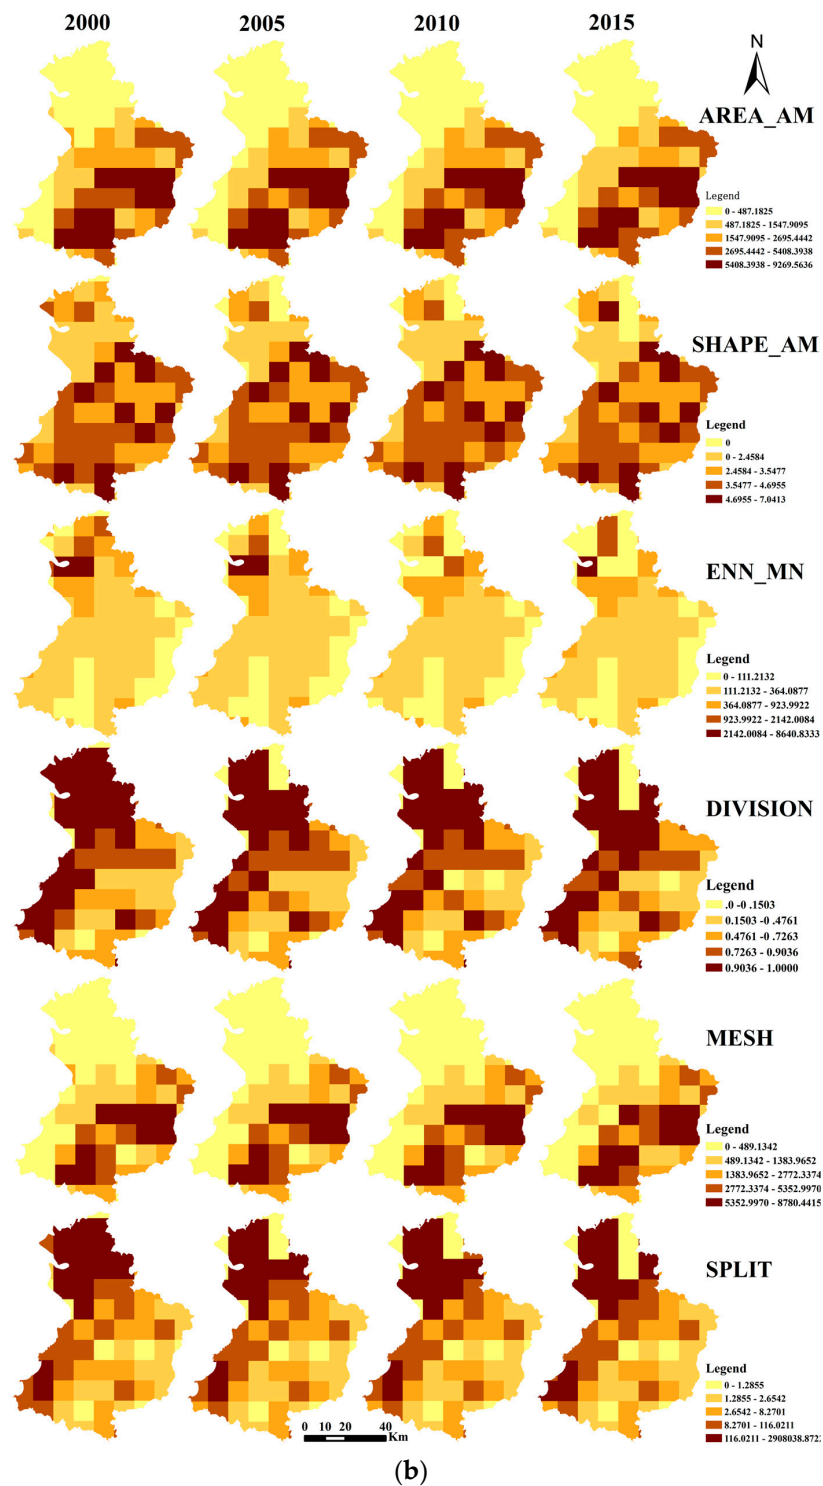 2000 2005 2010 2015
N
AREA_AM
Legend
0 - 487.1825
487.1825 - 1547.9095
1547.9095 - 2695.4442
2695.4442 - 5408.3938
5408.3938 - 9269.5636
SHAPE_AM
Legend
0
0 - 2.4584
2.4584 - 3.5477
3.5477 - 4.6955
4.6955 - 7.0413
ENN_MN
Legend
0 - 111.2132
111.2132 - 364.0877
364.0877 - 923.9922
923.9922 - 2142.0084
2142.0084 - 8640.8333
DIVISION
Legend
.0 -0 .1503
0.1503 -0 .4761
0.4761 -0 .7263
0.7263 - 0.9036
0.9036 - 1.0000
MESH
Legend
0 - 489.1342
489.1342 - 1383.9652
1383.9652 - 2772.3374
2772.3374 - 5352.9970
5352.9970 - 8780.4415
SPLIT
Legend
0 - 1.2855
1.2855 - 2.6542
2.6542 - 8.2701
8.2701 - 116.0211
116.0211 - 2908038.872
0 10 20 40
Km
(b)